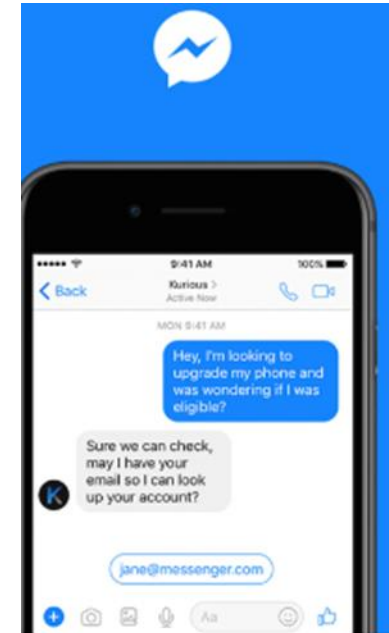 9:41 AM
100%
Back
Kurious >
Active Now
MON 9:41 AM
Hey, I'm looking to
upgrade my phone and
was wondering if I was
eligible?
Sure we can check,
may I have your
email so I can look
up your account?
K
jane@messenger.com
Aa